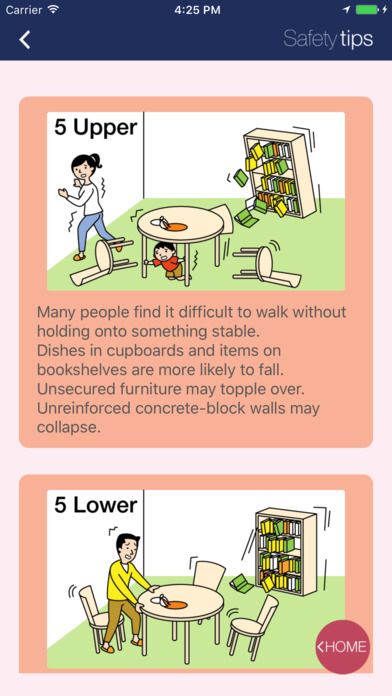 Carrier 4:25 PM
Safety tips
5 Upper
Many people find it difficult to walk without
holding onto something stable.
Dishes in cupboards and items on
bookshelves are more likely to fall.
Unsecured furniture may topple over.
Unreinforced concrete-block walls may
collapse.
5 Lower
HOME